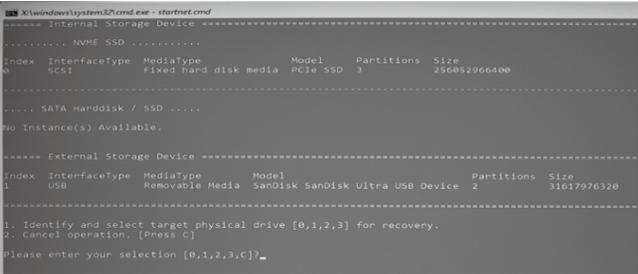 X:\windows\system32\cmd.exe - startnet.cmd
====== Internal Storage Device ======
.......... NVME SSD ...........
Index InterfaceType MediaType Model Partitions Size
0 SCSI Fixed hard disk media PCIe SSD 3 256052966400
..... SATA Harddisk / SSD .....
No Instance(s) Available.
====== External Storage Device ======
Index InterfaceType MediaType Model Partitions Size
1 USB Removable Media SanDisk SanDisk Ultra USB Device 2 31617976320
1. Identify and select target physical drive [0,1,2,3] for recovery.
2. Cancel operation. [Press C]
Please enter your selection [0,1,2,3,C]?_